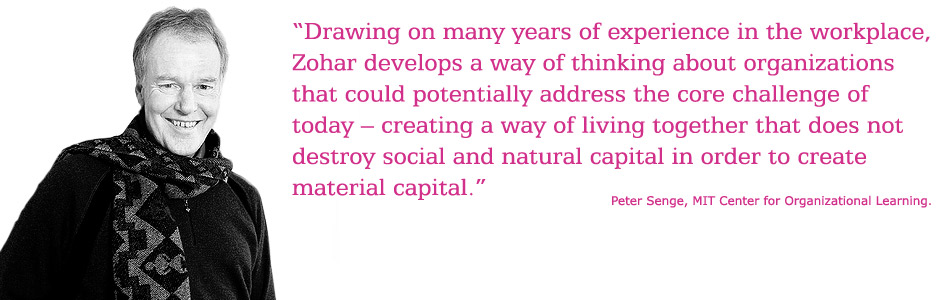 “Drawing on many years of experience in the workplace,
Zohar develops a way of thinking about organizations
that could potentially address the core challenge of
today – creating a way of living together that does not
destroy social and natural capital in order to create
material capital.”
Peter Senge, MIT Center for Organizational Learning.